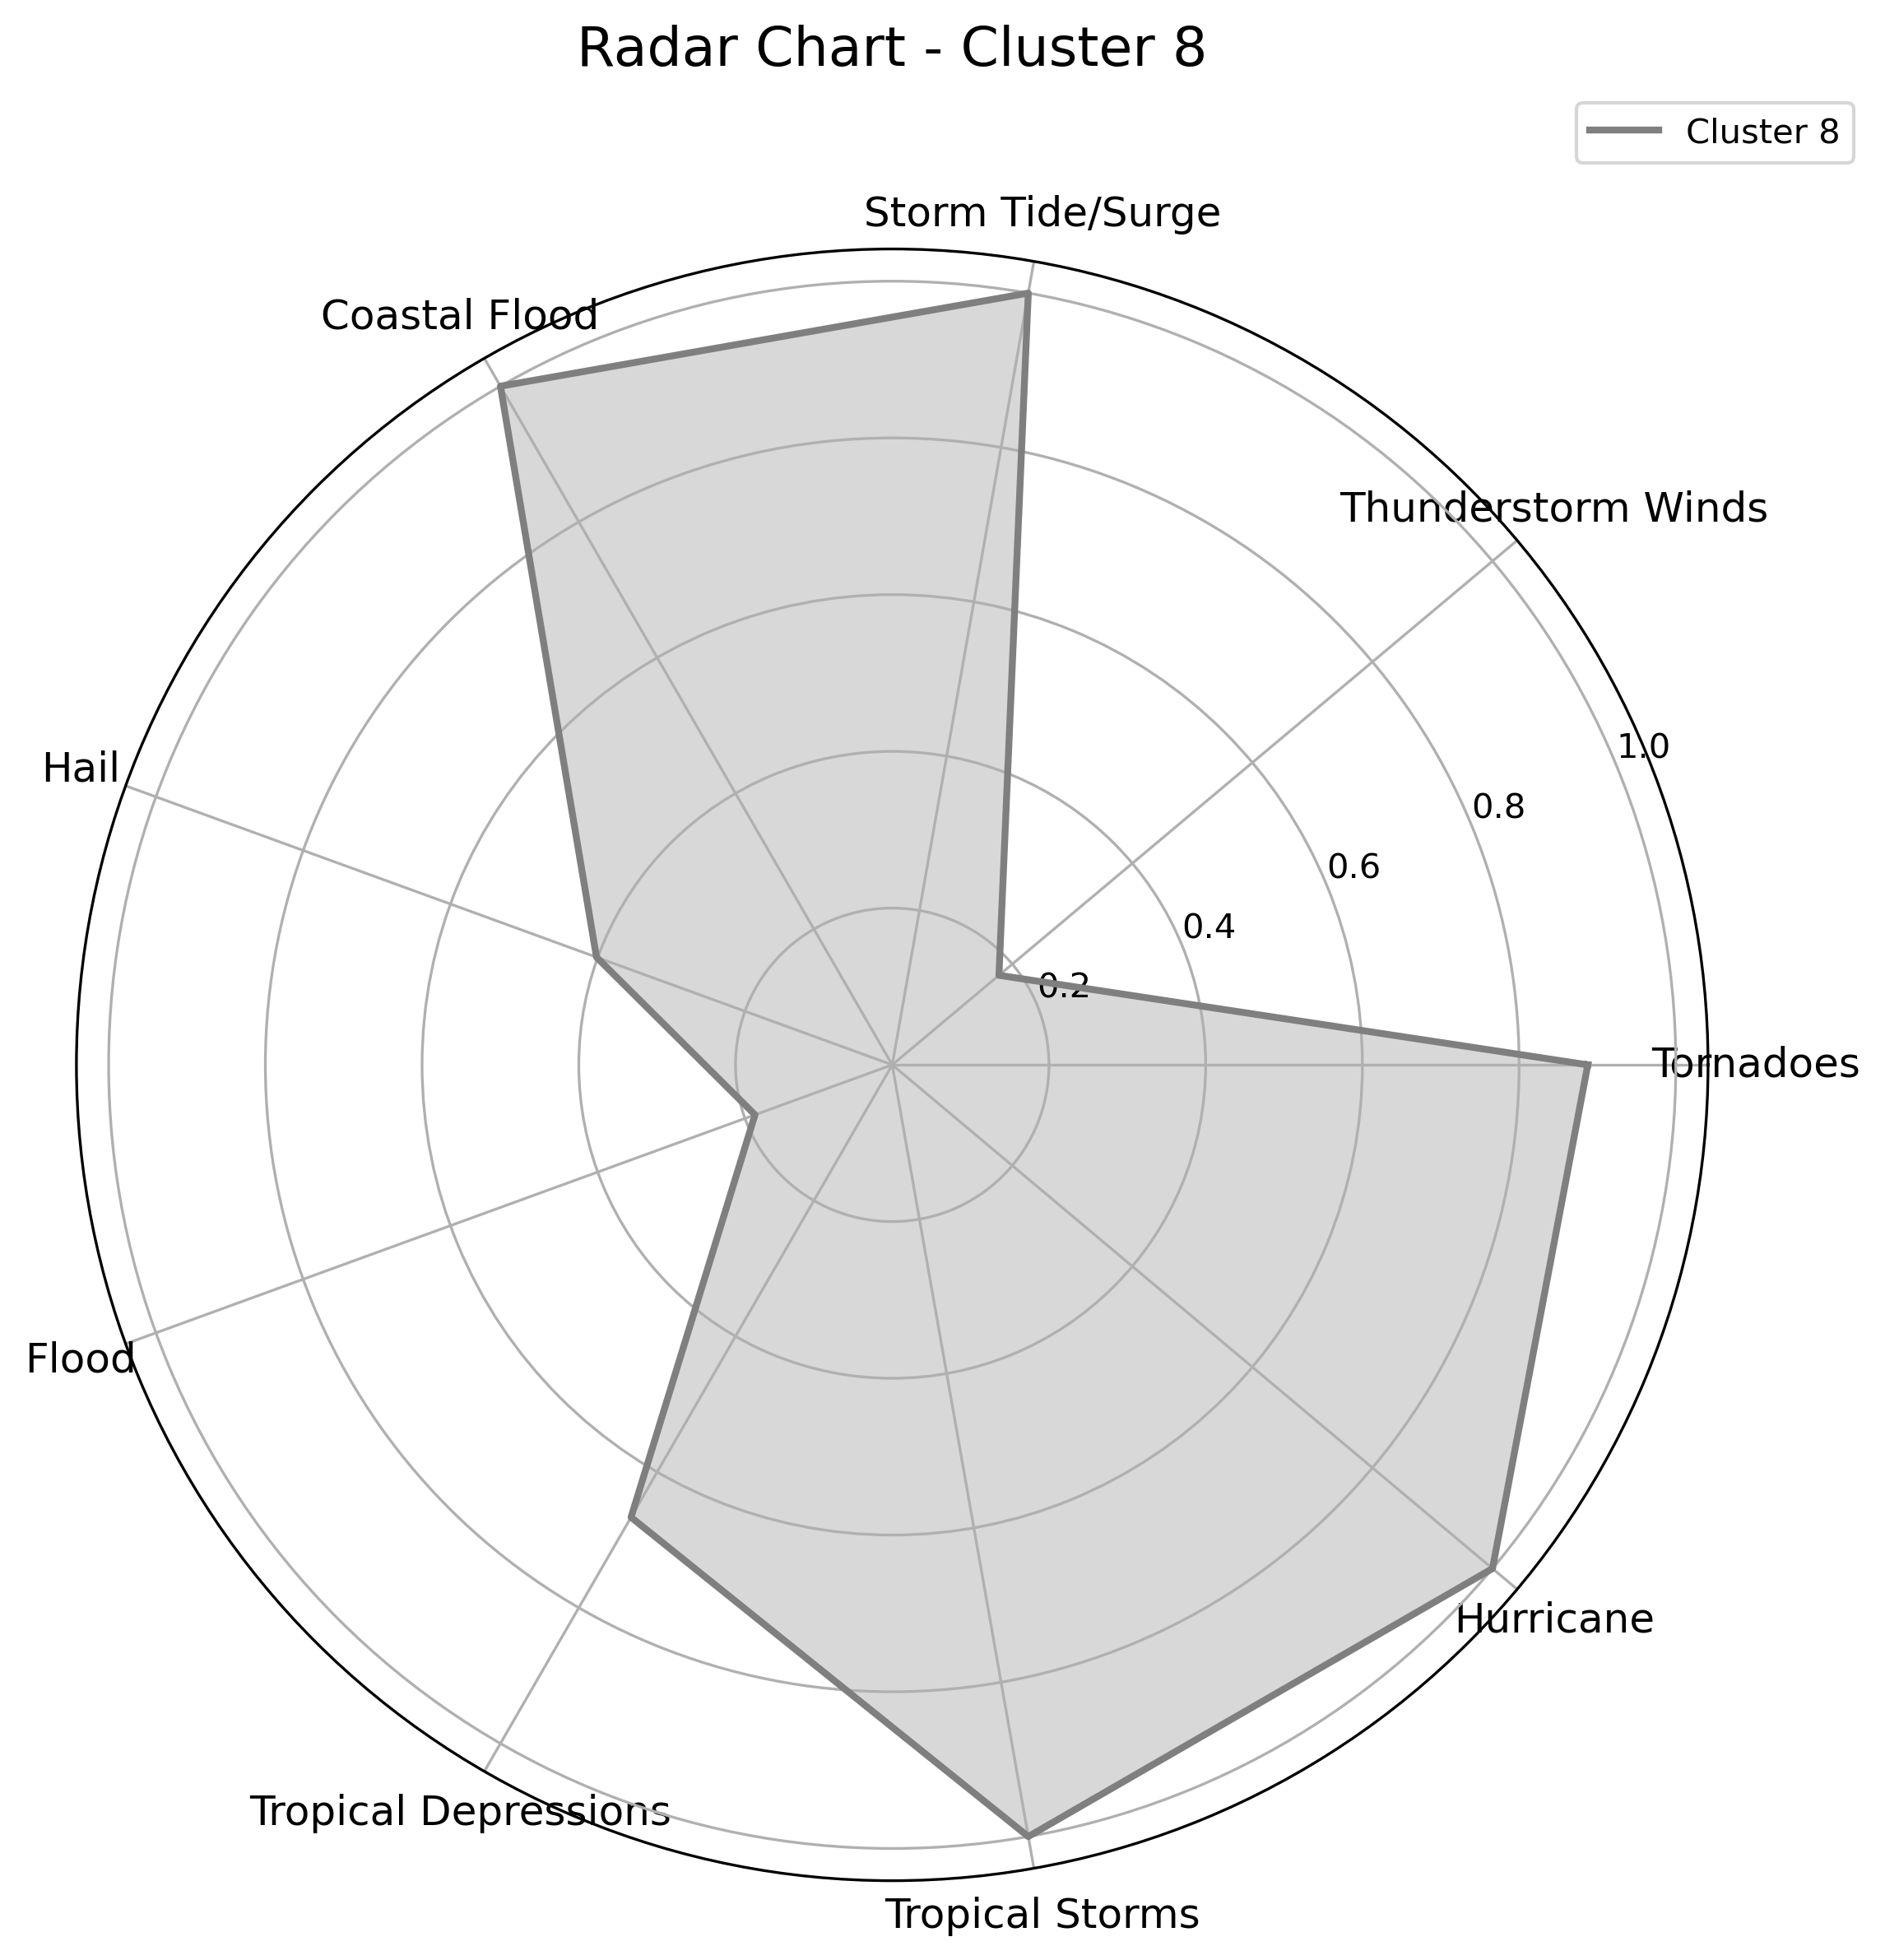 Radar Chart - Cluster 8
Cluster 8
Storm Tide/Surge
Coastal Flood
Thunderstorm Winds
Hail
1.0
0.8
0.6
0.4
0.2
Tornadoes
Flood
Hurricane
Tropical Depressions
Tropical Storms